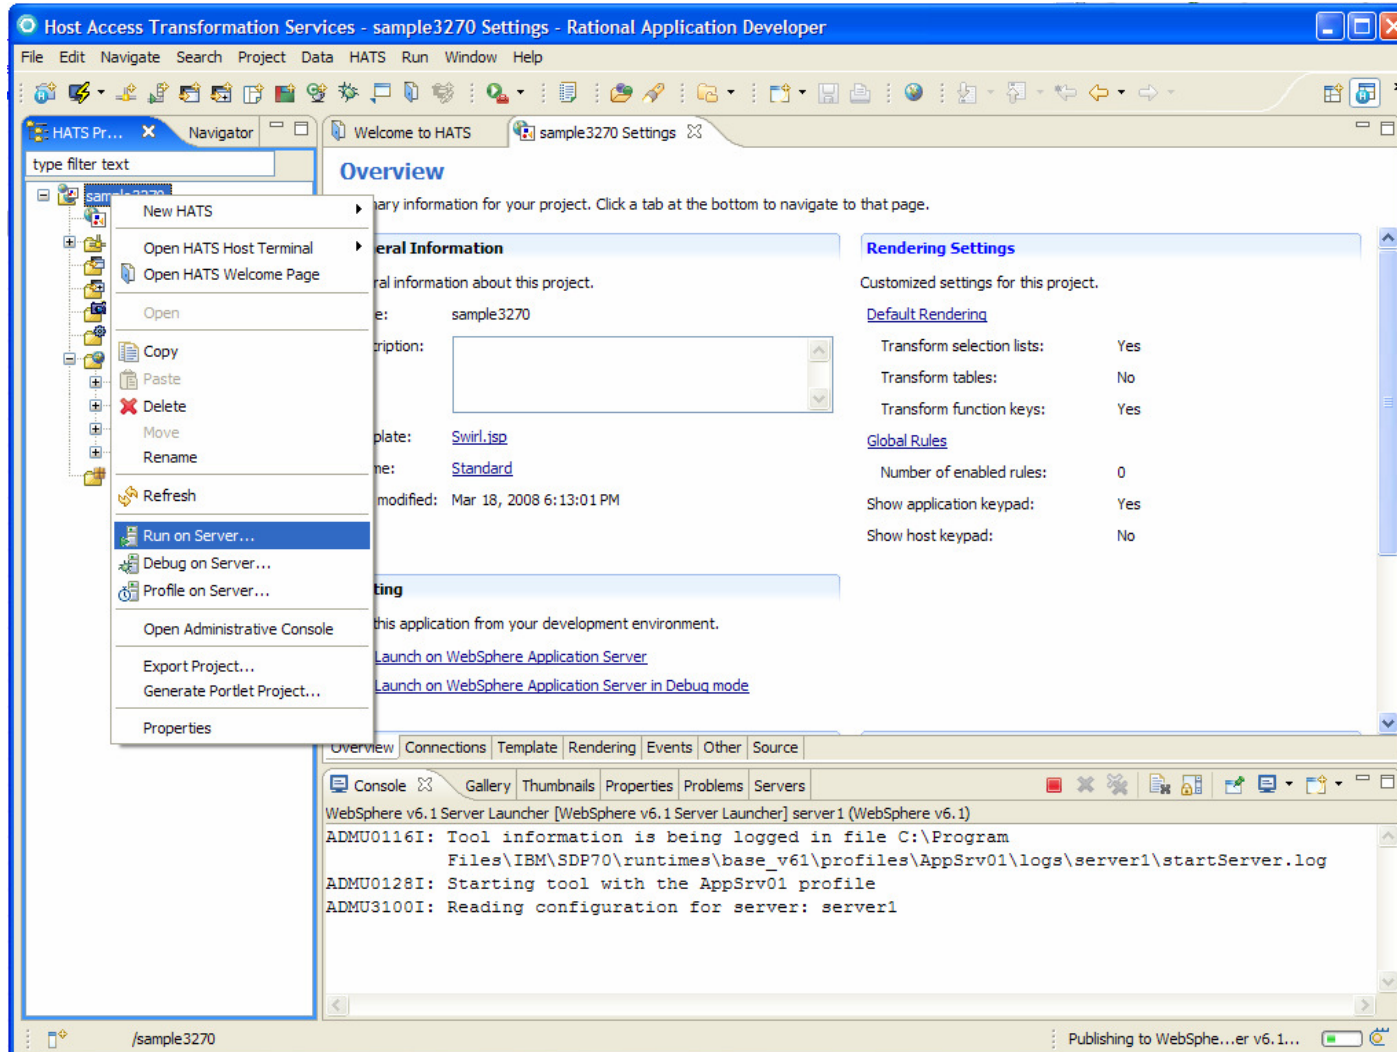 Host Access Transformation Services - sample3270 Settings - Rational Application Developer
File Edit Navigate Search Project Data HATS Run Window Help
HATS Pr... Navigator Welcome to HATS sample3270 Settings
type filter text
Overview
mary information for your project. Click a tab at the bottom to navigate to that page.
New HATS
eral Information
Rendering Settings
Open HATS Host Terminal
Open HATS Welcome Page
ral information about this project.
Customized settings for this project.
Open
e: sample3270
Default Rendering
Copy
cription:
Transform selection lists: Yes
Paste
Transform tables: No
Delete
Transform function keys: Yes
Move
plate: Swirl.jsp
Global Rules
Rename
me: Standard
Number of enabled rules: 0
Refresh
modified: Mar 18, 2008 6:13:01 PM
Show application keypad: Yes
Run on Server...
Show host keypad: No
Debug on Server...
Profile on Server...
ting
Open Administrative Console
this application from your development environment.
Export Project...
Launch on WebSphere Application Server
Generate Portlet Project...
Launch on WebSphere Application Server in Debug mode
Properties
Overview Connections Template Rendering Events Other Source
Console Gallery Thumbnails Properties Problems Servers
WebSphere v6.1 Server Launcher [WebSphere v6.1 Server Launcher] server1 (WebSphere v6.1)
ADMU0116I: Tool information is being logged in file C:\Program
Files\IBM\SDP70\runtimes\base_v61\profiles\AppSrv01\logs\server1\startServer.log
ADMU0128I: Starting tool with the AppSrv01 profile
ADMU3100I: Reading configuration for server: server1
/sample3270
Publishing to WebSphe...er v6.1...